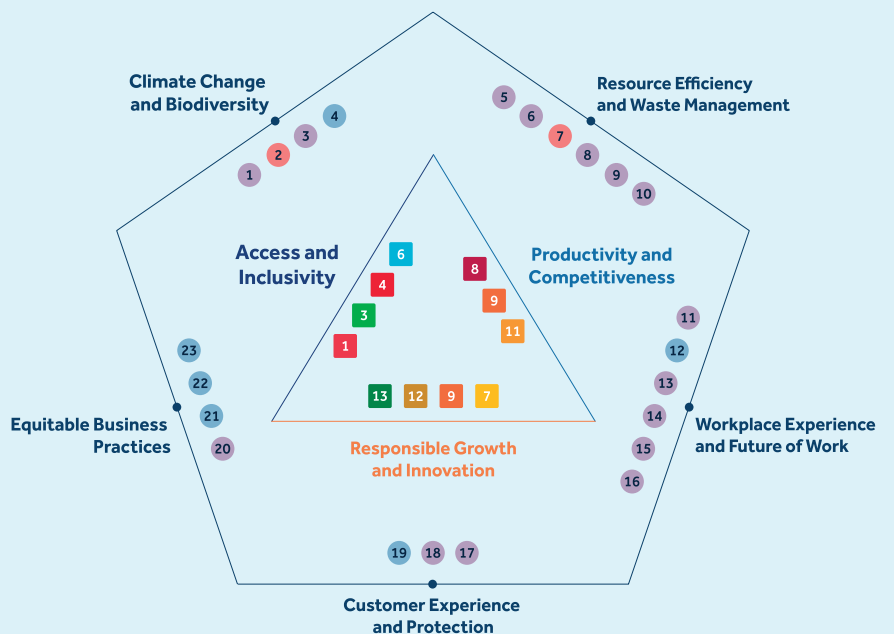 Climate Change
and Biodiversity
1
2
3
4
Resource Efficiency
and Waste Management
5
6
7
8
9
10
Access and
Inclusivity
6
4
3
1
Productivity and
Competitiveness
8
9
11
13
12
9
7
Responsible Growth
and Innovation
11
12
13
14
15
16
Workplace Experience
and Future of Work
23
22
21
20
Equitable Business
Practices
19
18
17
Customer Experience
and Protection